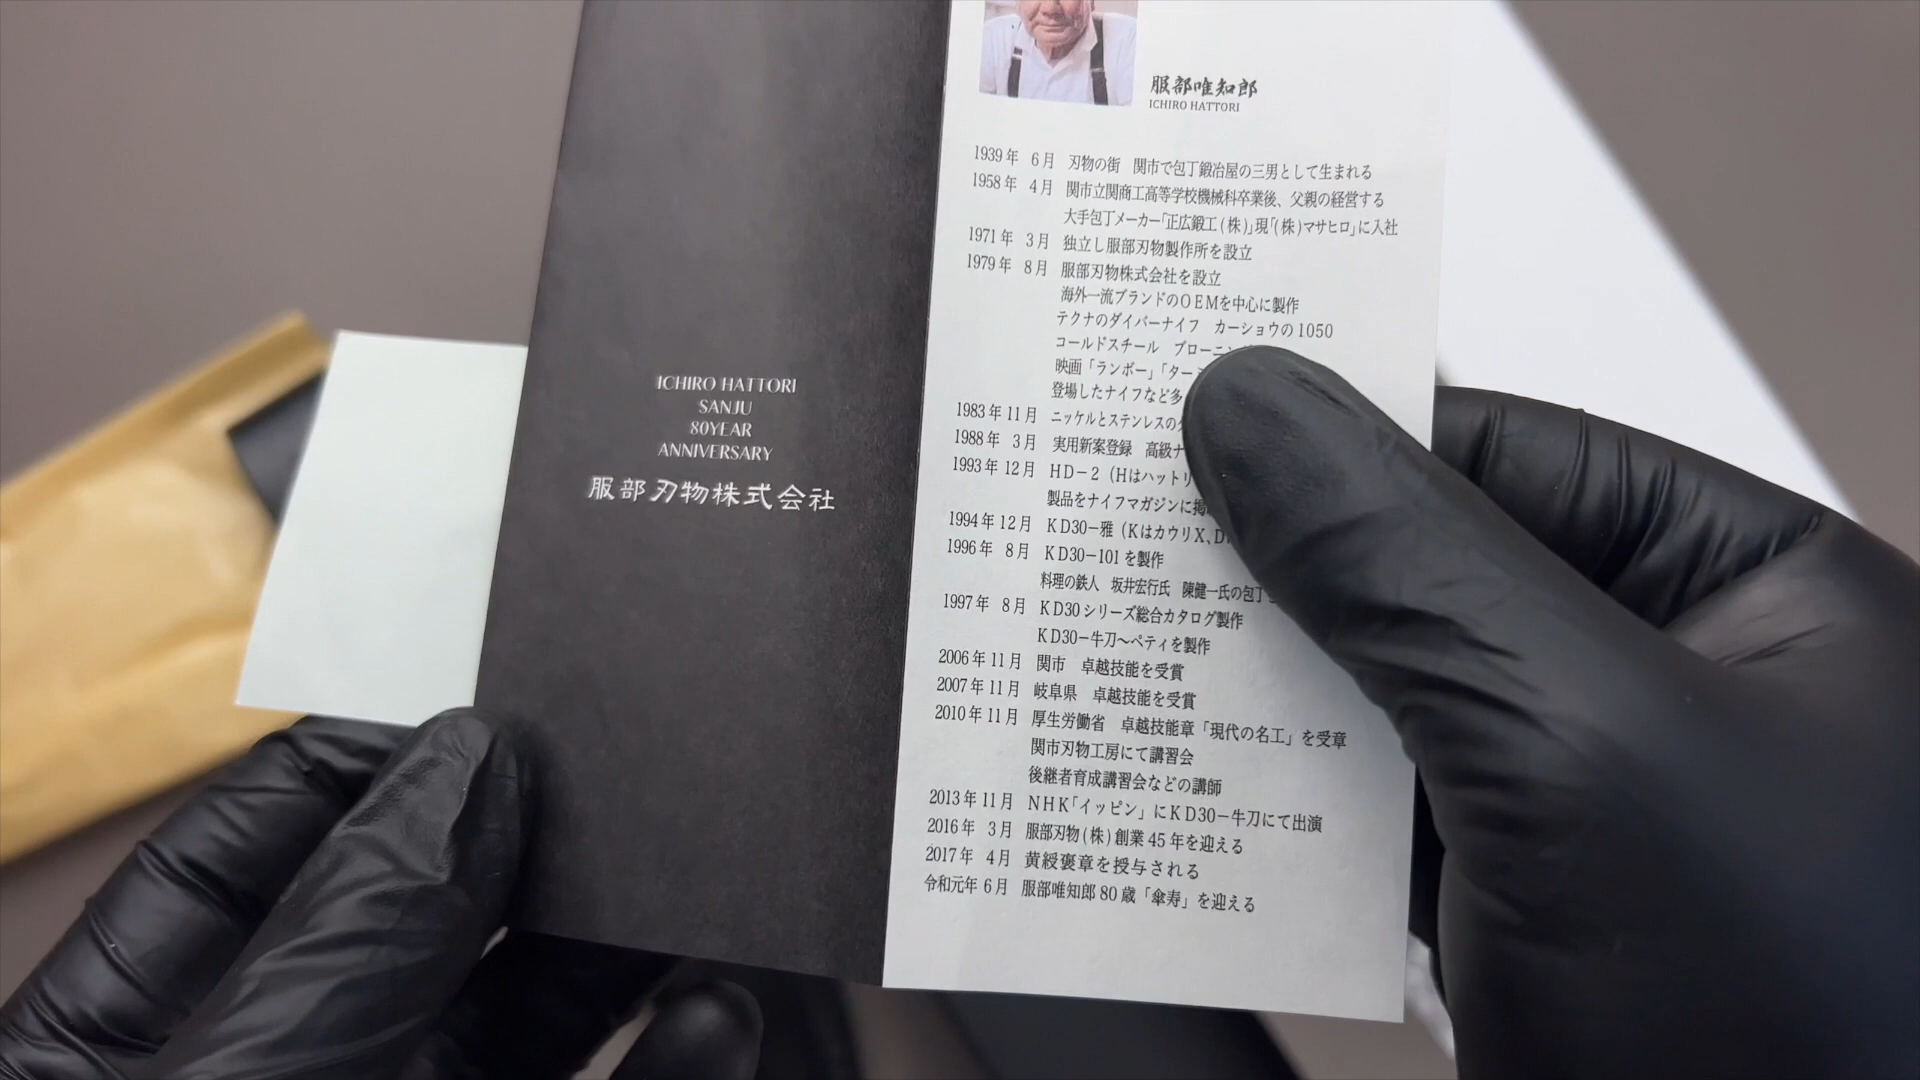 ICHIRO HATTORI
SANJU
80YEAR
ANNIVERSARY
服部刃物株式会社
服部唯知郎
ICHIRO HATTORI
1939年 6月 刃物の街 関市で包丁鍛冶屋の三男として生まれる
1958年 4月 関市立関商工高等学校機械科卒業後、父親の経営する
大手包丁メーカー「正広鍛工(株)」現「(株)マサヒロ」に入社
1971年 3月 独立し服部刃物製作所を設立
1979年 8月 服部刃物株式会社を設立
海外一流ブランドのOEMを中心に製作
テクナのダイバーナイフ カーショウの1050
コールドスチール ブローニン
映画「ランボー」「ター
登場したナイフなど多
1983年11月 ニッケルとステンレスの
1988年 3月 実用新案登録 高級ナ
1993年12月 HD-2 (Hはハットリ
製品をナイフマガジンに掲
1994年12月 KD30-雅 (KはカウリX、D
1996年 8月 KD30-101を製作
料理の鉄人 坂井宏行氏 陳健一氏の包丁
1997年 8月 KD30シリーズ総合カタログ製作
KD30-牛刀〜ペティを製作
2006年11月 関市 卓越技能を受賞
2007年11月 岐阜県 卓越技能を受賞
2010年11月 厚生労働省 卓越技能章「現代の名工」を受章
関市刃物工房にて講習会
後継者育成講習会などの講師
2013年11月 NHK「イッピン」にKD30-牛刀にて出演
2016年 3月 服部刃物(株)創業45年を迎える
2017年 4月 黄綬褒章を授与される
令和元年 6月 服部唯知郎80歳「傘寿」を迎える